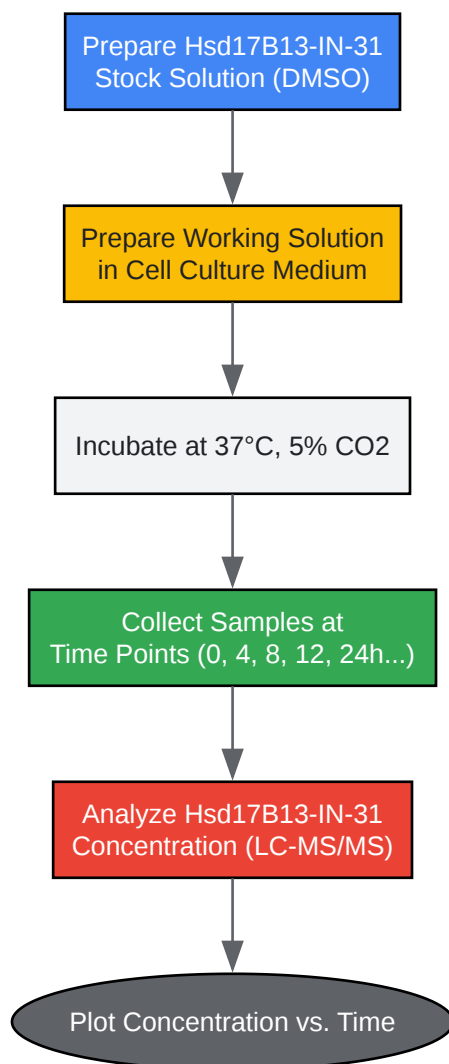 Prepare Hsd17B13-IN-31
Stock Solution (DMSO)
Prepare Working Solution
in Cell Culture Medium
Incubate at 37°C, 5% CO2
Collect Samples at
Time Points (0, 4, 8, 12, 24h...)
Analyze Hsd17B13-IN-31
Concentration (LC-MS/MS)
Plot Concentration vs. Time